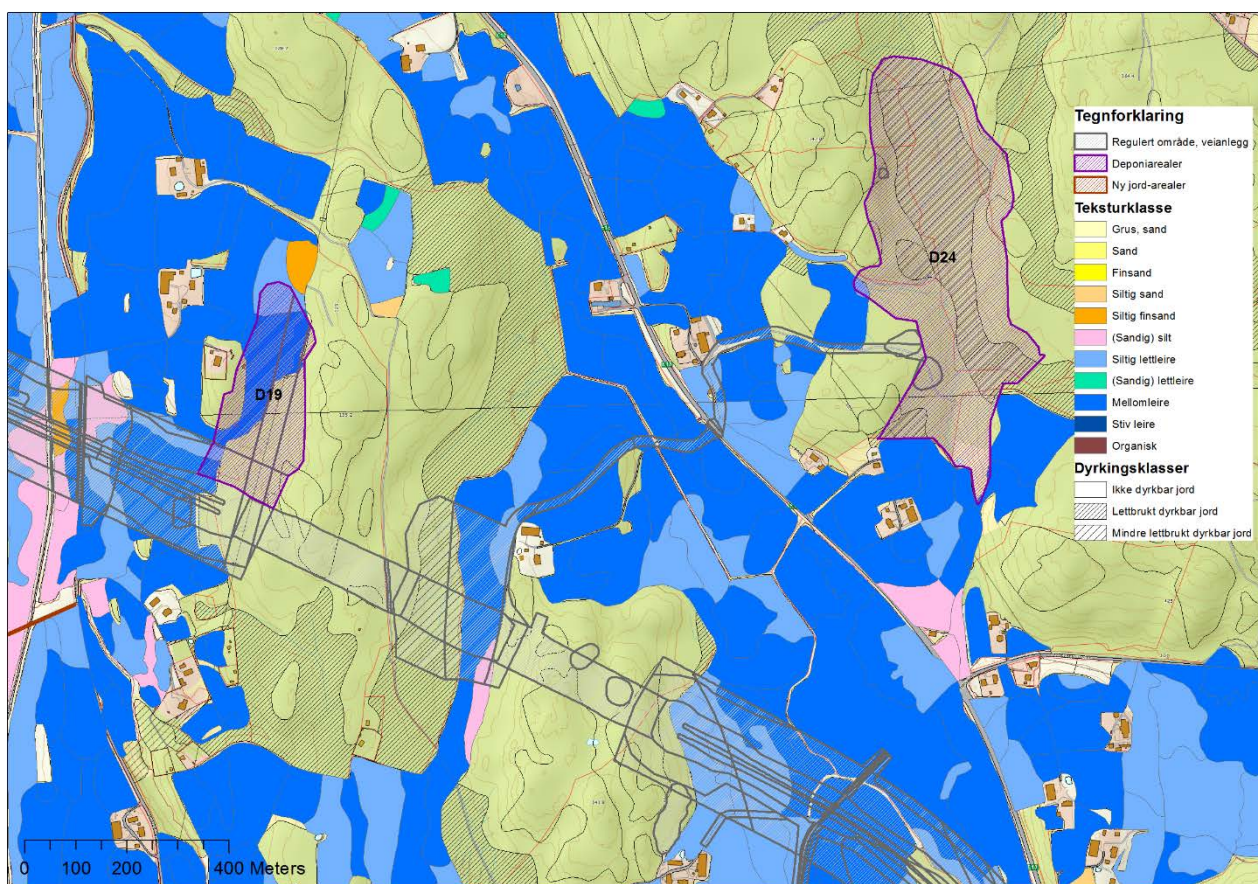 D24
D19
Tegnforklaring
Regulert område, veianlegg
Deponiarealer
Ny jord-arealer
Teksturklasse
Grus, sand
Sand
Finsand
Siltig sand
Siltig finsand
(Sandig) silt
Siltig lettleire
(Sandig) lettleire
Mellomleire
Stiv leire
Organisk
Dyrkingsklasser
Ikke dyrkbar jord
Lettbrukt dyrkbar jord
Mindre lettbrukt dyrkbar jord
0 100 200 400 Meters